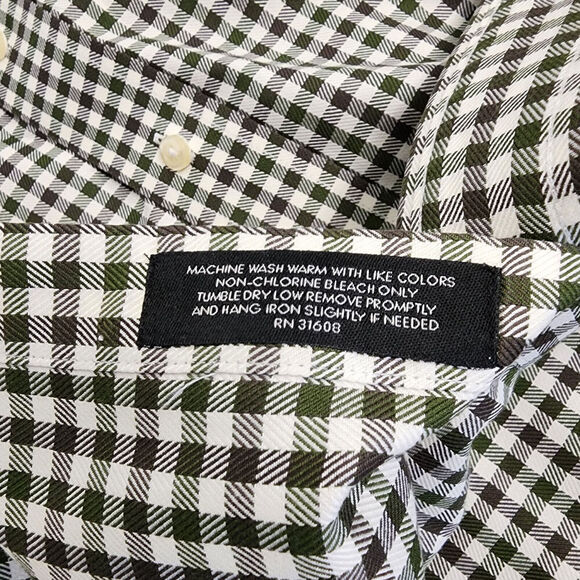 MACHINE WASH WARM WITH LIKE COLORS
NON-CHLORINE BLEACH ONLY
TUMBLE DRY LOW REMOVE PROMPTLY
AND HANG IRON SLIGHTLY IF NEEDED
RN 31608